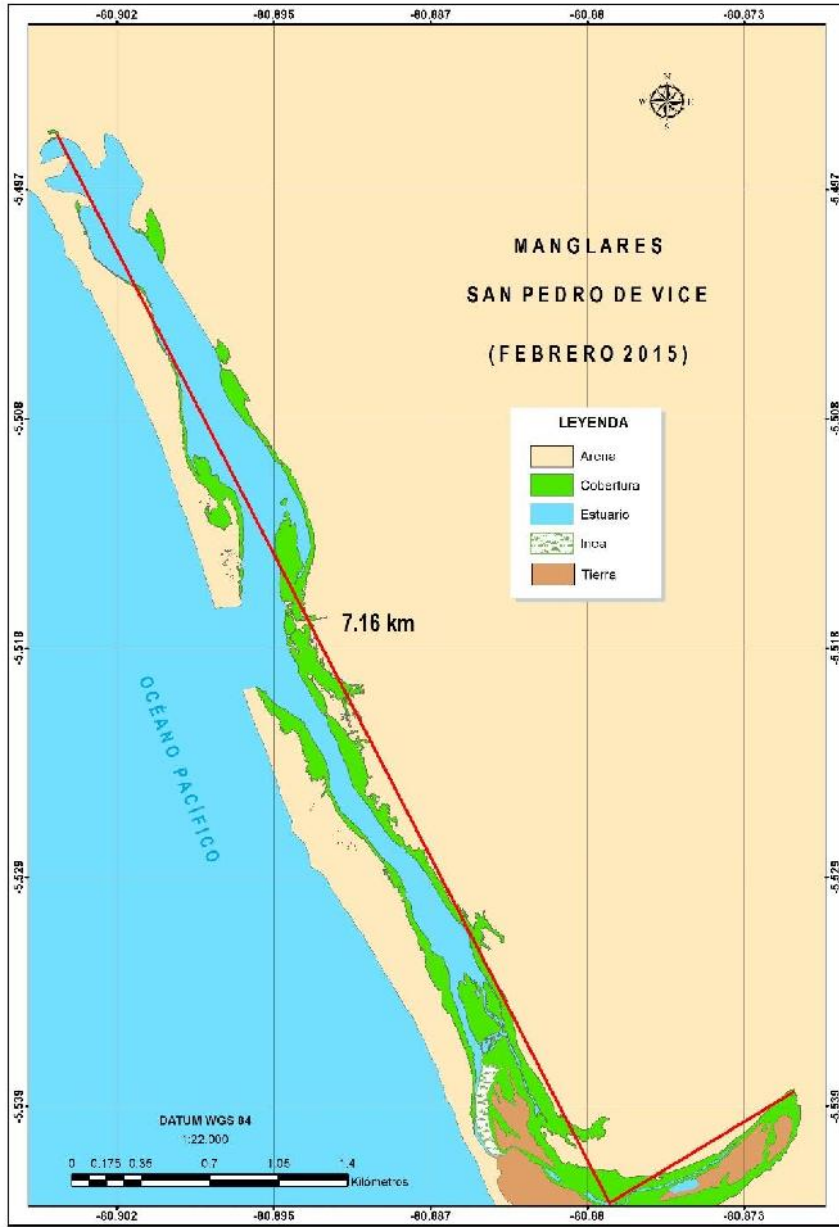 -80.902 -80.895 -80.887 -80.88 -80.873
N
W E
S
-5.497
-5.497
MANGLARES
SAN PEDRO DE VICE
(FEBRERO 2015)
-5.508
-5.508
LEYENDA
Arena
Cobertura
Estuario
Tierra
7.16 km
-5.518
-5.518
OCÉANO PACÍFICO
-5.529
-5.529
-5.539
-5.539
DATUM WGS 84
1:22.000
0 0.175 0.35 0.7 1.05 1.4
Kilómetros
-80.902 -80.895 -80.887 -80.88 -80.873